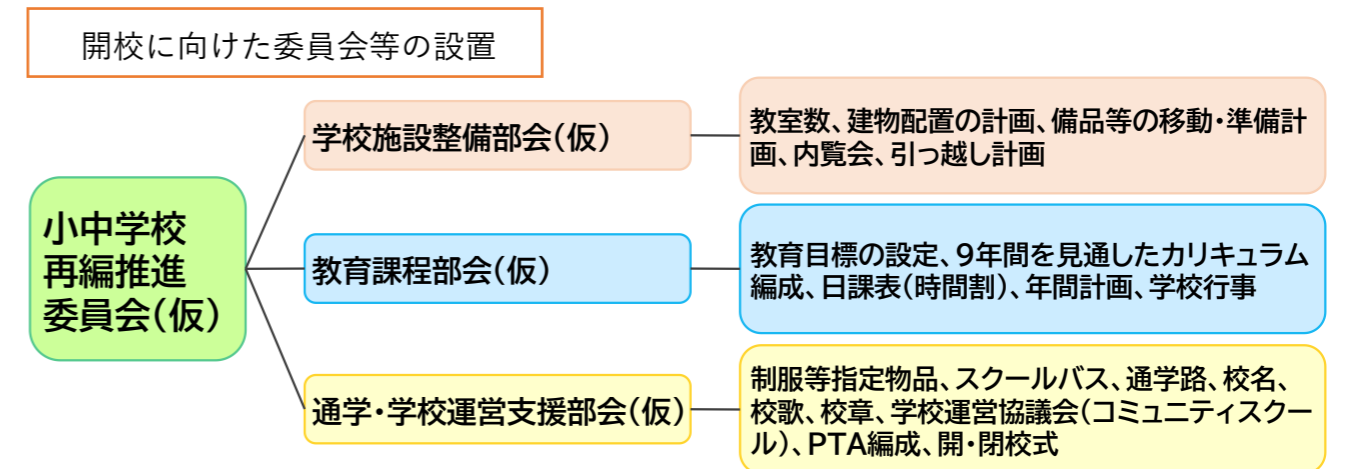 開校に向けた委員会等の設置
小中学校
再編推進
委員会(仮)
学校施設整備部会(仮)
教室数、建物配置の計画、備品等の移動・準備計
画、内覧会、引っ越し計画
教育課程部会(仮)
教育目標の設定、9年間を見通したカリキュラム
編成、日課表(時間割)、年間計画、学校行事
通学・学校運営支援部会(仮)
制服等指定物品、スクールバス、通学路、校名、
校歌、校章、学校運営協議会(コミュニティスクー
ル)、PTA編成、開・閉校式